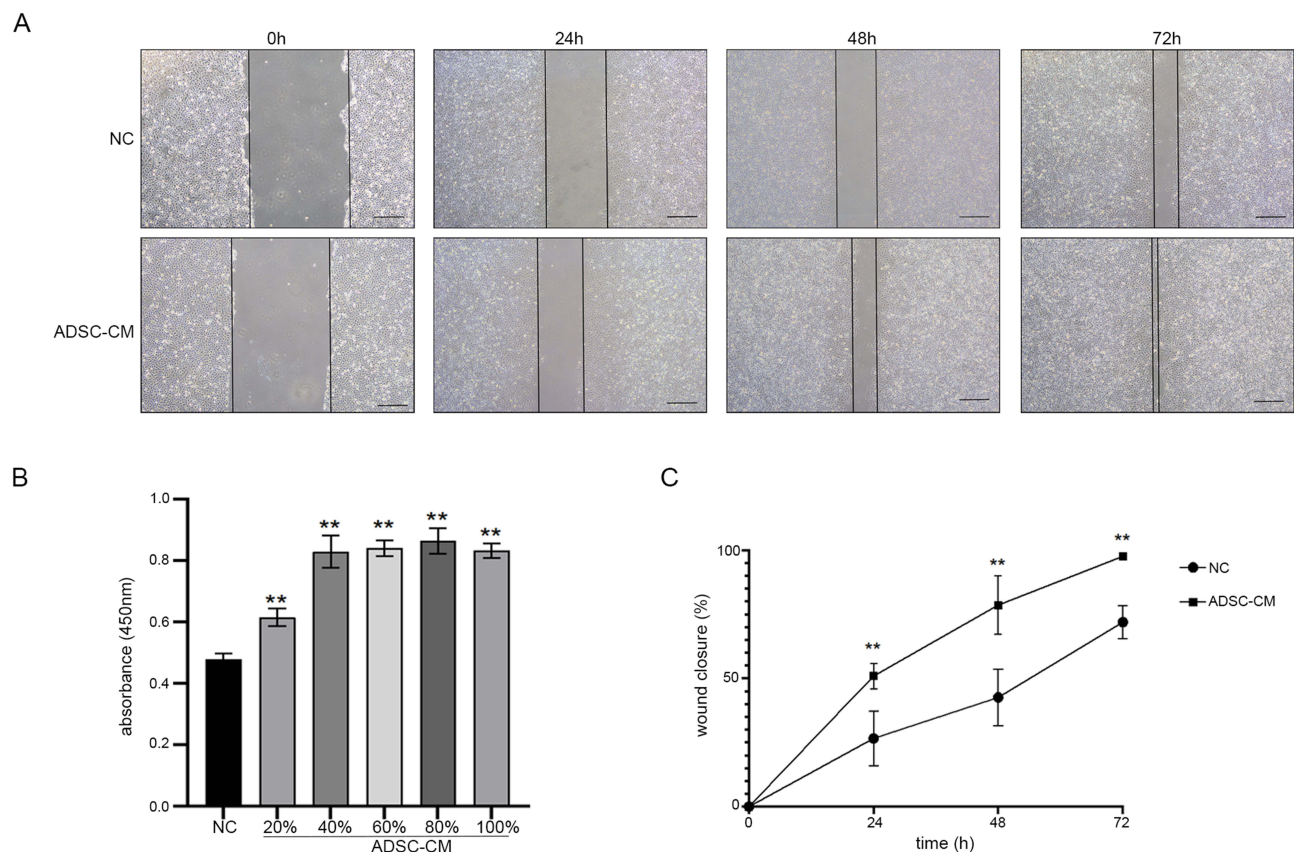 A
0h 24h 48h 72h
NC
ADSC-CM
B
absorbance (450nm)
1.0
0.8
0.6
0.4
0.2
0.0
** ** ** ** **
NC 20% 40% 60% 80% 100%
ADSC-CM
C
wound closure (%)
100
50
0
** ** **
0 24 48 72
time (h)
NC
ADSC-CM